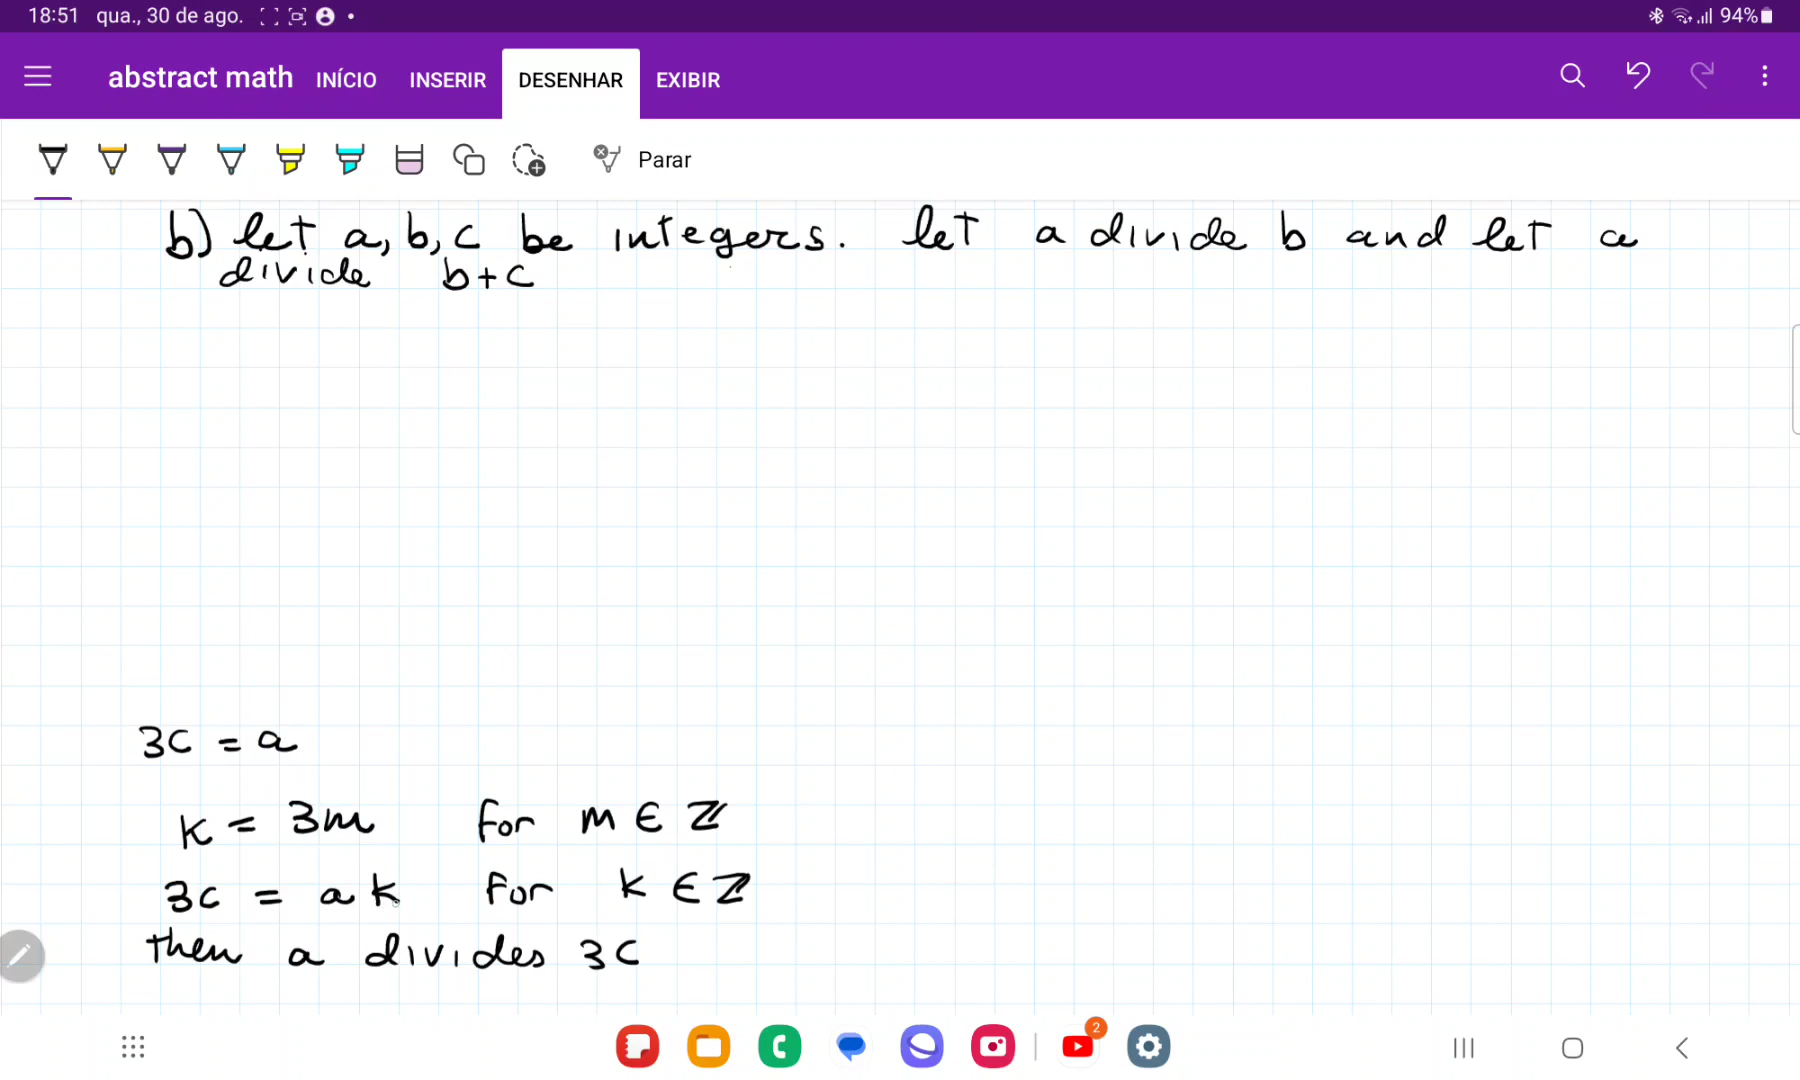 18:51 qua., 30 de ago. 94%
abstract math INÍCIO INSERIR DESENHAR EXIBIR
Parar
b) let a, b, c be integers. let a divide b and let a
divide b+c
3c = a
k = 3m for m ∈ ℤ
3c = a k for k ∈ ℤ
then a divides 3c
2